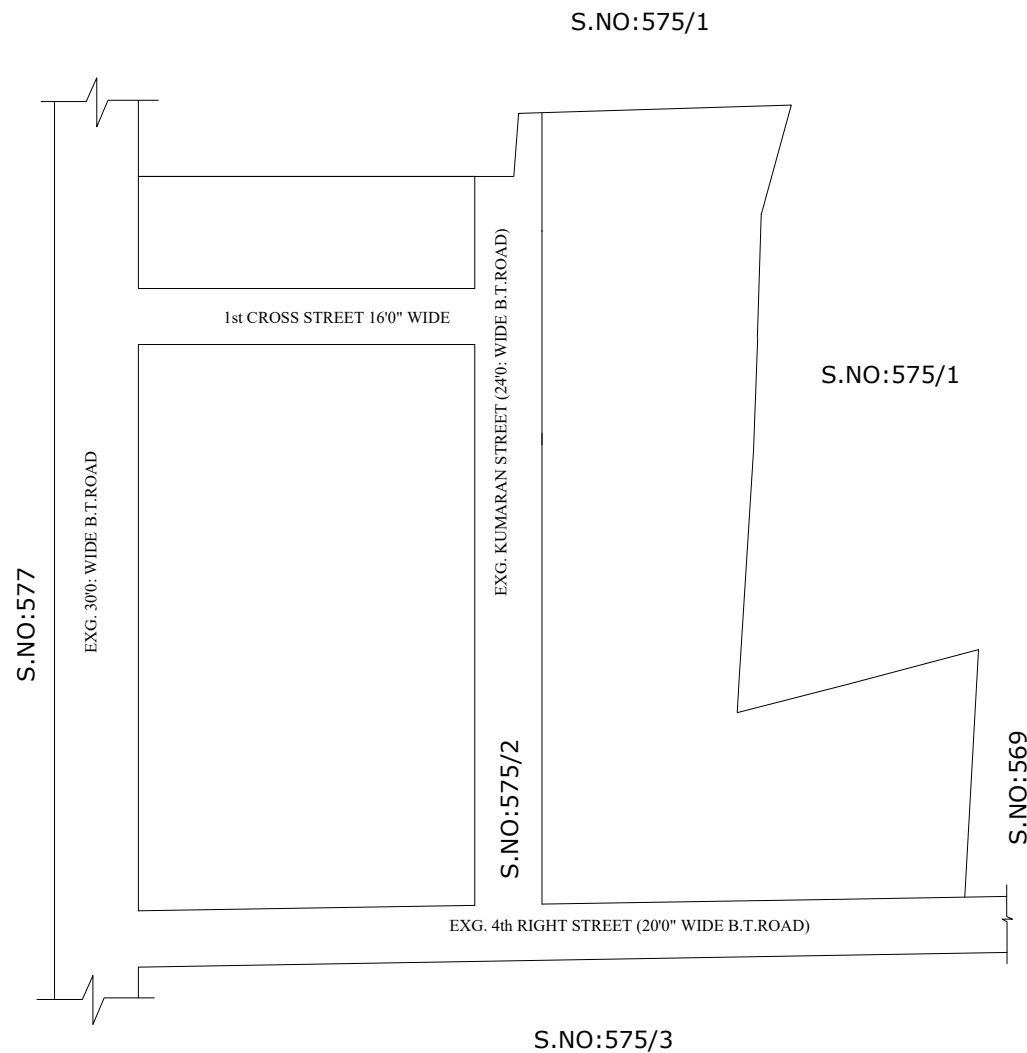 S.NO:575/1
1st CROSS STREET 16'0" WIDE
EXG. KUMARAN STREET (24'0: WIDE B.T.ROAD)
S.NO:575/1
EXG. 30'0: WIDE B.T.ROAD
S.NO:577
S.NO:575/2
S.NO:569
EXG. 4th RIGHT STREET (20'0" WIDE B.T.ROAD)
S.NO:575/3